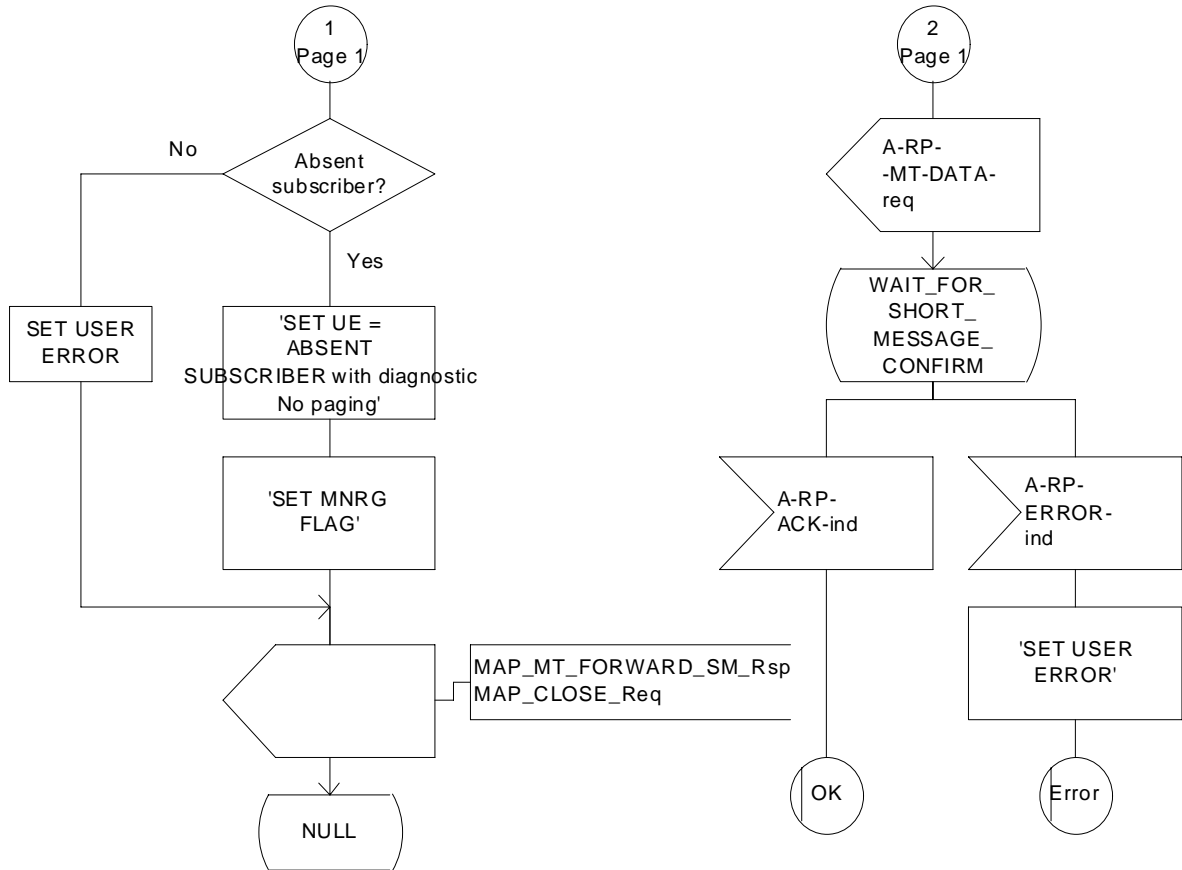 1
Page 1
No
Absent
subscriber?
Yes
SET USER
ERROR
'SET UE =
ABSENT
SUBSCRIBER with diagnostic
No paging'
'SET MNRG
FLAG'
MAP_MT_FORWARD_SM_Rsp
MAP_CLOSE_Req
NULL
2
Page 1
A-RP-
-MT-DATA-
req
WAIT_FOR_
SHORT_
MESSAGE_
CONFIRM
A-RP-
ACK-ind
A-RP-
ERROR-
ind
'SET USER
ERROR'
OK
Error